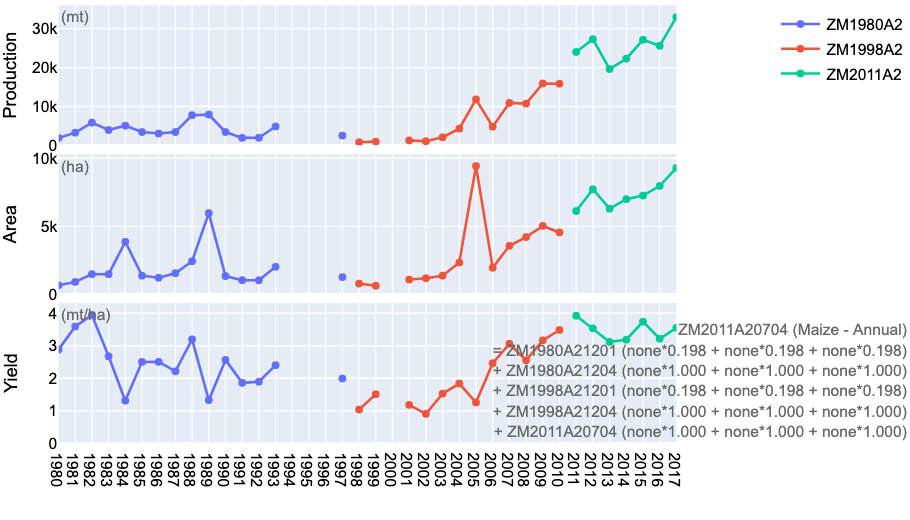 Production
(mt)
30k
20k
10k
0
ZM1980A2
ZM1998A2
ZM2011A2
Area
(ha)
10k
5k
0
Yield
(mt/ha)
4
3
2
1
0
ZM2011A20704 (Maize - Annual)
= ZM1980A21201 (none*0.198 + none*0.198 + none*0.198)
+ ZM1980A21204 (none*1.000 + none*1.000 + none*1.000)
+ ZM1998A21201 (none*0.198 + none*0.198 + none*0.198)
+ ZM1998A21204 (none*1.000 + none*1.000 + none*1.000)
+ ZM2011A20704 (none*1.000 + none*1.000 + none*1.000)
1980
1981
1982
1983
1984
1985
1986
1987
1988
1989
1990
1991
1992
1993
1994
1995
1996
1997
1998
1999
2000
2001
2002
2003
2004
2005
2006
2007
2008
2009
2010
2011
2012
2013
2014
2015
2016
2017